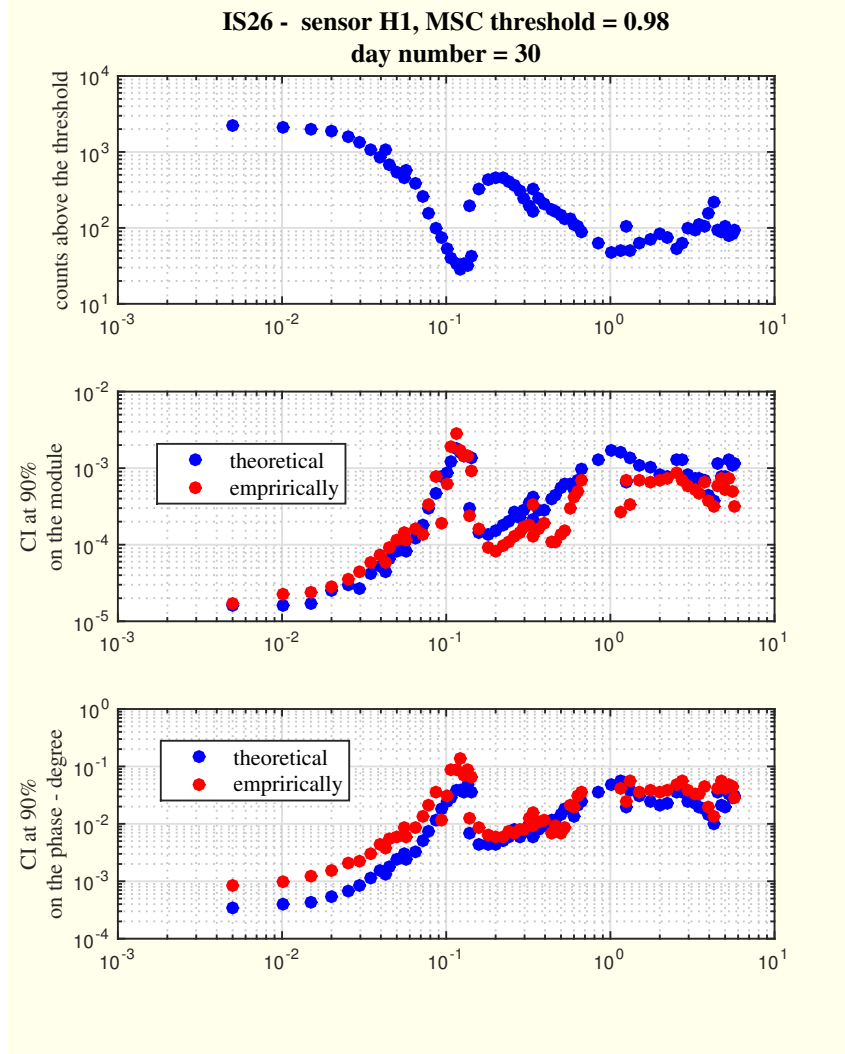 IS26 - sensor H1, MSC threshold = 0.98
day number = 30
counts above the threshold
10^4
10^3
10^2
10^1
10^-3
10^-2
10^-1
10^0
10^1
CI at 90%
on the module
10^-2
10^-3
10^-4
10^-5
theoretical
emprirically
10^-3
10^-2
10^-1
10^0
10^1
CI at 90%
on the phase - degree
10^0
10^-1
10^-2
10^-3
10^-4
theoretical
emprirically
10^-3
10^-2
10^-1
10^0
10^1